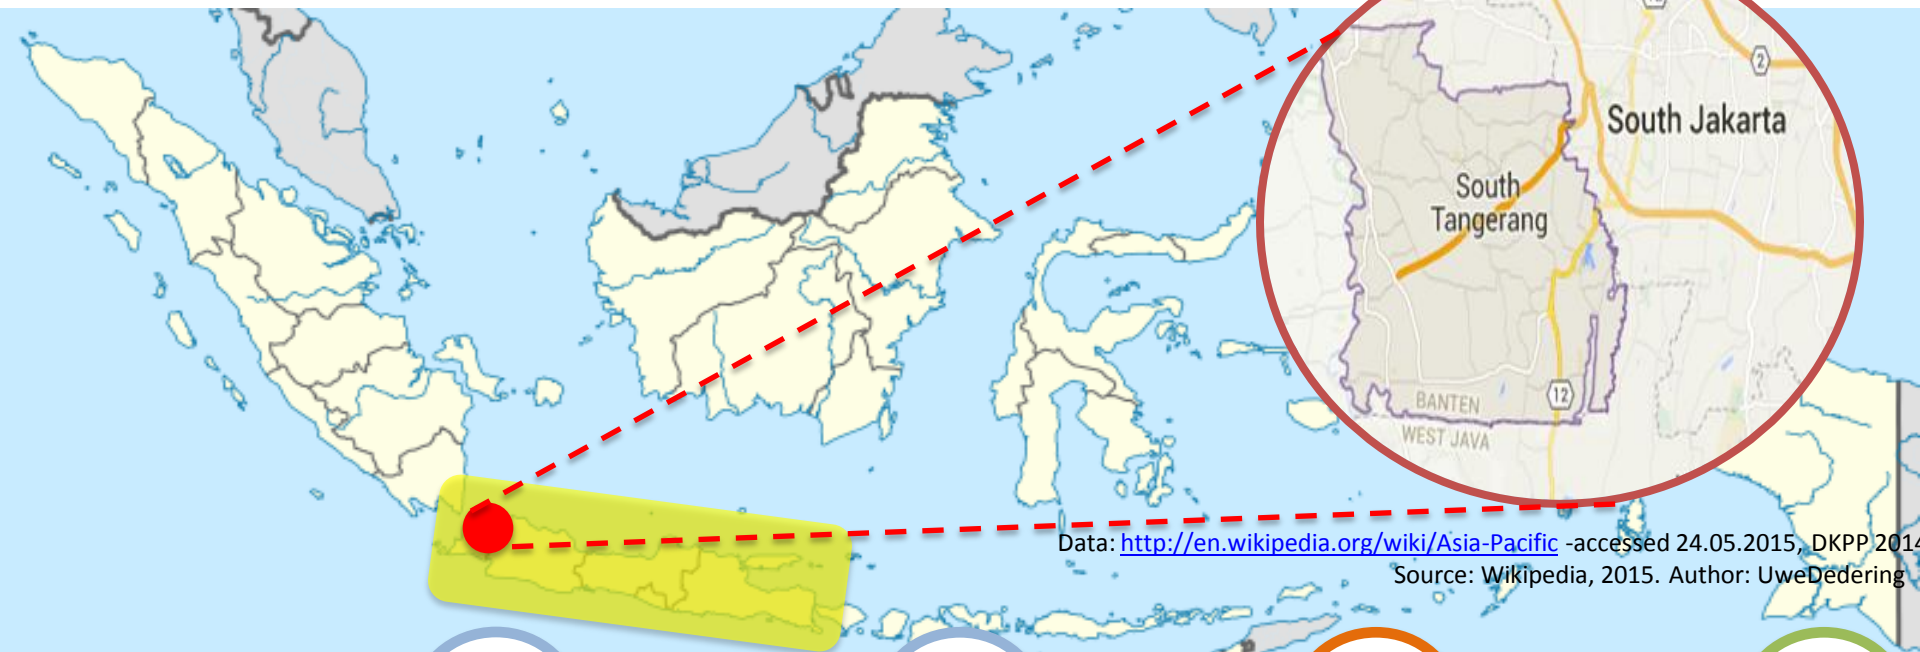 2
South Jakarta
South
Tangerang
12
BANTEN
WEST JAVA
Data: http://en.wikipedia.org/wiki/Asia-Pacific -accessed 24.05.2015, DKPP 2014
Source: Wikipedia, 2015. Author: UweDedering